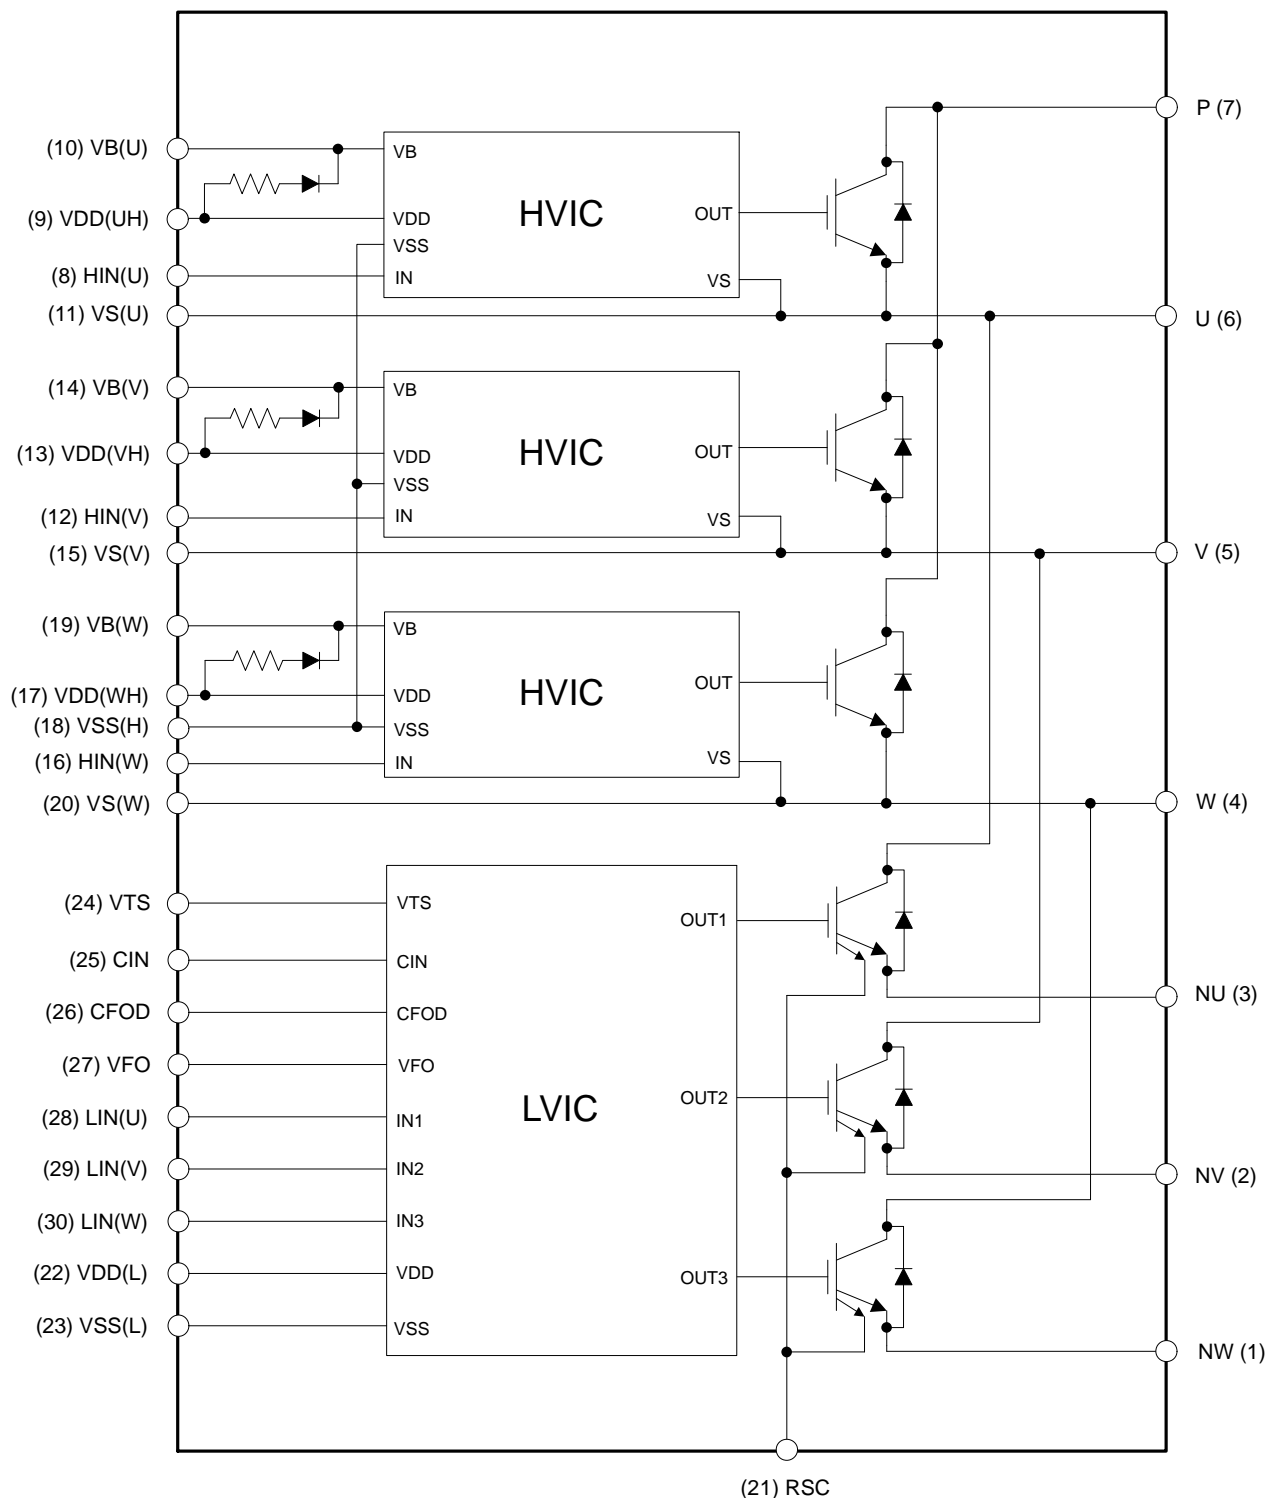 P (7)
(10) VB(U)
VB
(9) VDD(UH)
VDD
HVIC
OUT
VSS
(8) HIN(U)
IN
VS
(11) VS(U)
U (6)
(14) VB(V)
VB
(13) VDD(VH)
VDD
HVIC
OUT
VSS
(12) HIN(V)
IN
VS
(15) VS(V)
V (5)
(19) VB(W)
VB
(17) VDD(WH)
VDD
HVIC
OUT
(18) VSS(H)
VSS
(16) HIN(W)
IN
VS
(20) VS(W)
W (4)
(24) VTS
VTS
OUT1
(25) CIN
CIN
NU (3)
(26) CFOD
CFOD
(27) VFO
VFO
LVIC
OUT2
(28) LIN(U)
IN1
(29) LIN(V)
IN2
NV (2)
(30) LIN(W)
IN3
(22) VDD(L)
VDD
OUT3
(23) VSS(L)
VSS
NW (1)
(21) RSC